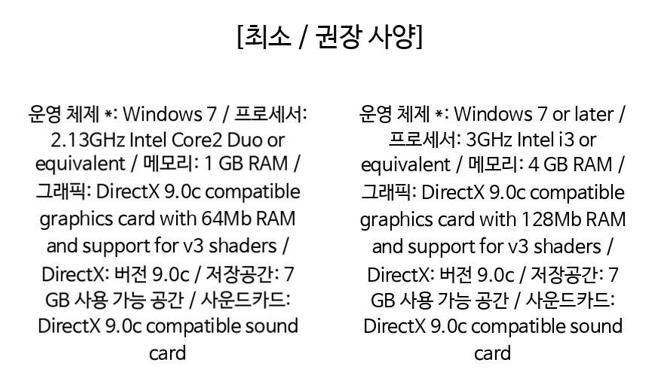 [최소 / 권장 사양]
운영 체제 *: Windows 7 / 프로세서:
2.13GHz Intel Core2 Duo or
equivalent / 메모리: 1 GB RAM /
그래픽: DirectX 9.0c compatible
graphics card with 64Mb RAM
and support for v3 shaders /
DirectX: 버전 9.0c / 저장공간: 7
GB 사용 가능 공간 / 사운드카드:
DirectX 9.0c compatible sound
card
운영 체제 *: Windows 7 or later /
프로세서: 3GHz Intel i3 or
equivalent / 메모리: 4 GB RAM /
그래픽: DirectX 9.0c compatible
graphics card with 128Mb RAM
and support for v3 shaders /
DirectX: 버전 9.0c / 저장공간: 7
GB 사용 가능 공간 / 사운드카드:
DirectX 9.0c compatible sound
card